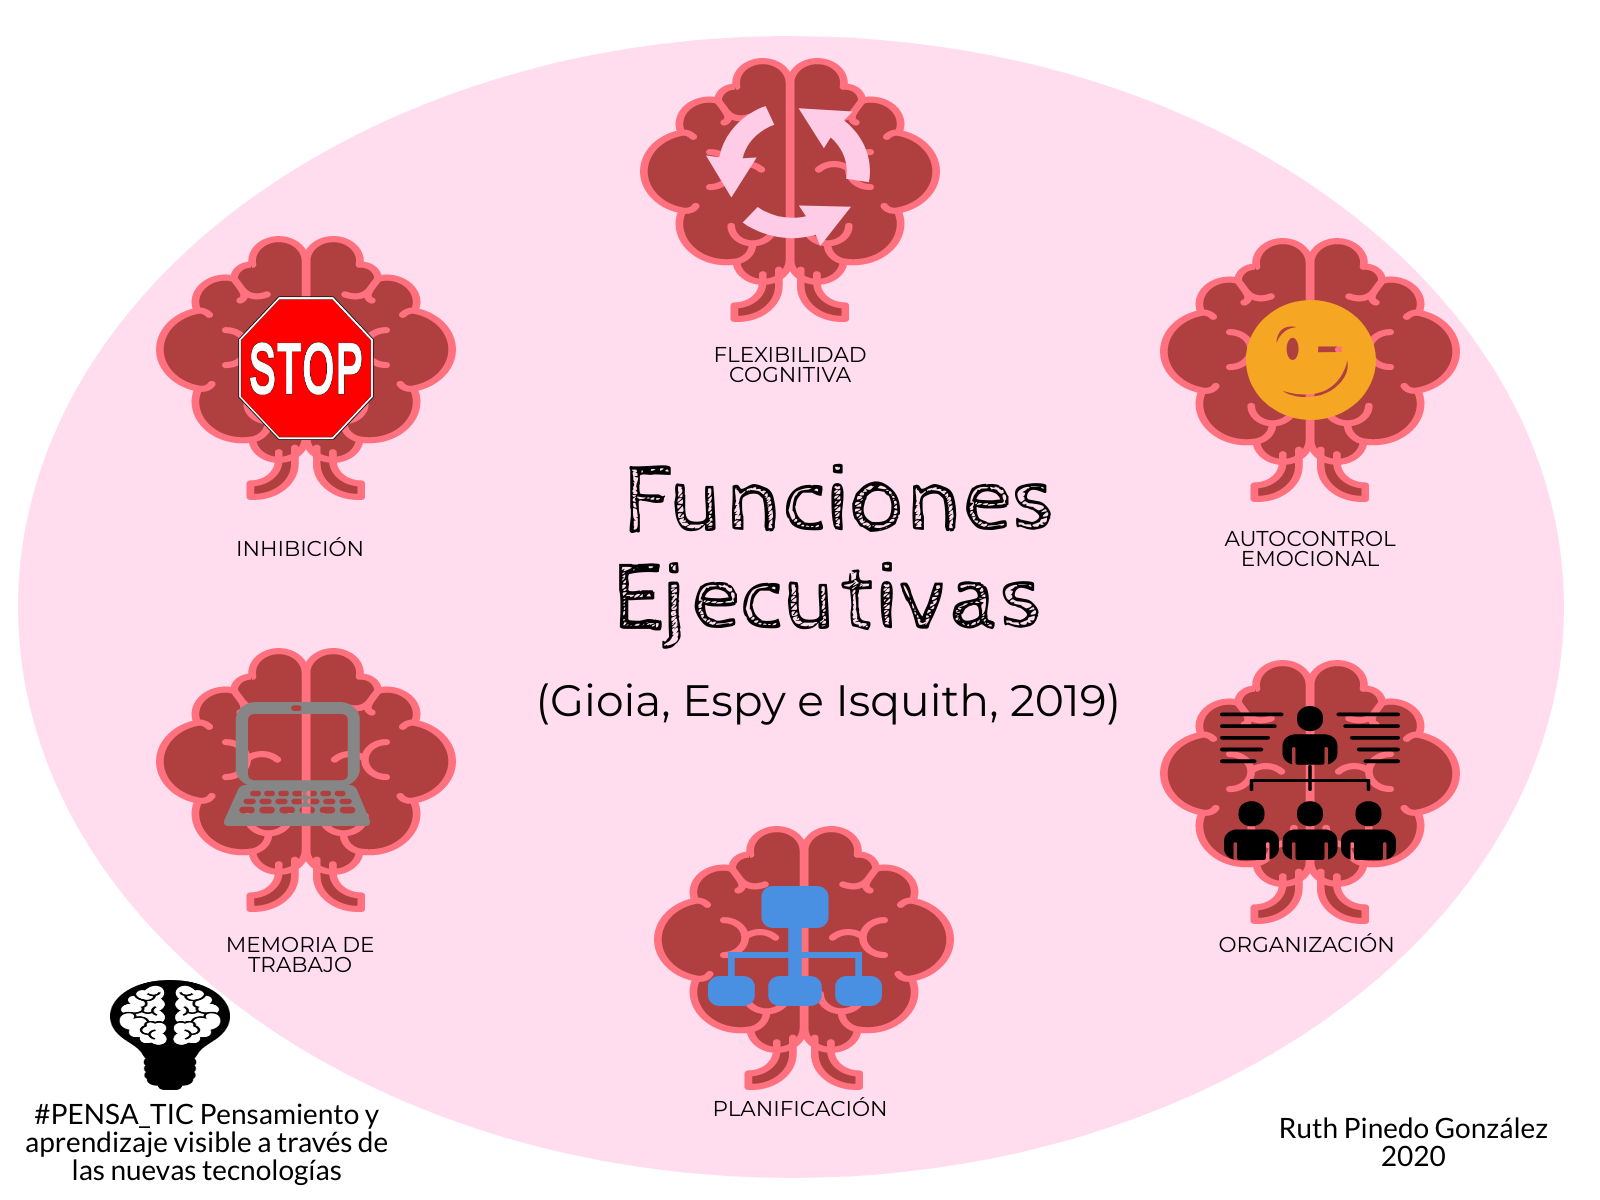 FLEXIBILIDAD
COGNITIVA
STOP
INHIBICIÓN
AUTOCONTROL
EMOCIONAL
Funciones
Ejecutivas
(Gioia, Espy e Isquith, 2019)
MEMORIA DE
TRABAJO
ORGANIZACIÓN
PLANIFICACIÓN
#PENSA_TIC Pensamiento y
aprendizaje visible a través de
las nuevas tecnologías
Ruth Pinedo González
2020